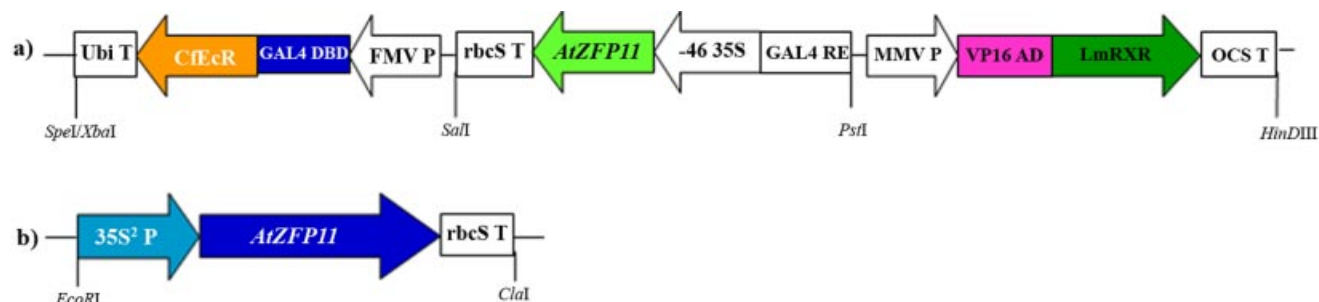 a) Ubi T CfEcR GAL4 DBD FMV P rbcS T AtZFP11 -46 35S GAL4 RE MMV P VP16 AD LmRXR OCS T
SpeI/XbaI SalI PstI HinDIII
b) 35S² P AtZFP11 rbcS T
EcoRI ClaI